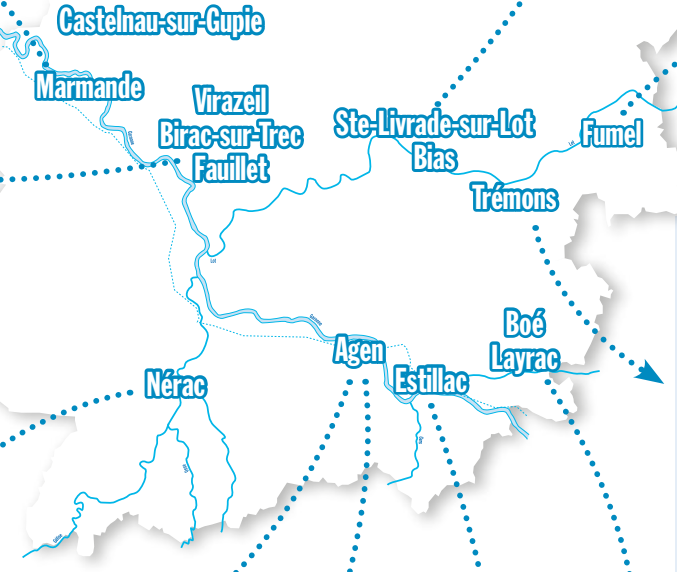 Castelnau-sur-Gupie
Marmande
Virazeil
Birac-sur-Trec
Fauillet
Ste-Livrade-sur-Lot
Bias
Fumel
Trémons
Lot
Boé
Layrac
Agen
Estillac
Nérac